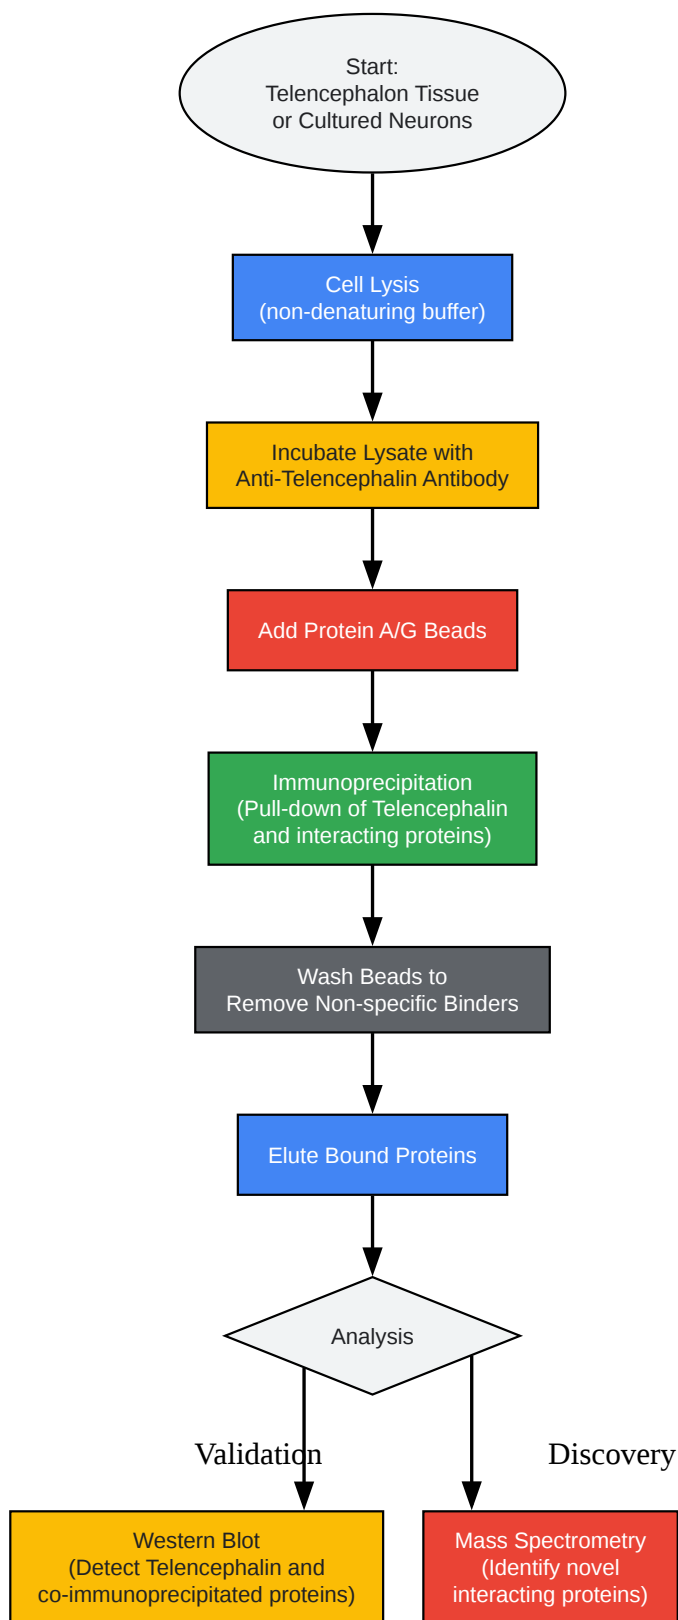 Start:
Telencephalon Tissue
or Cultured Neurons
Cell Lysis
(non-denaturing buffer)
Incubate Lysate with
Anti-Telencephalin Antibody
Add Protein A/G Beads
Immunoprecipitation
(Pull-down of Telencephalin
and interacting proteins)
Wash Beads to
Remove Non-specific Binders
Elute Bound Proteins
Analysis
Validation
Discovery
Western Blot
(Detect Telencephalin and
co-immunoprecipitated proteins)
Mass Spectrometry
(Identify novel
interacting proteins)